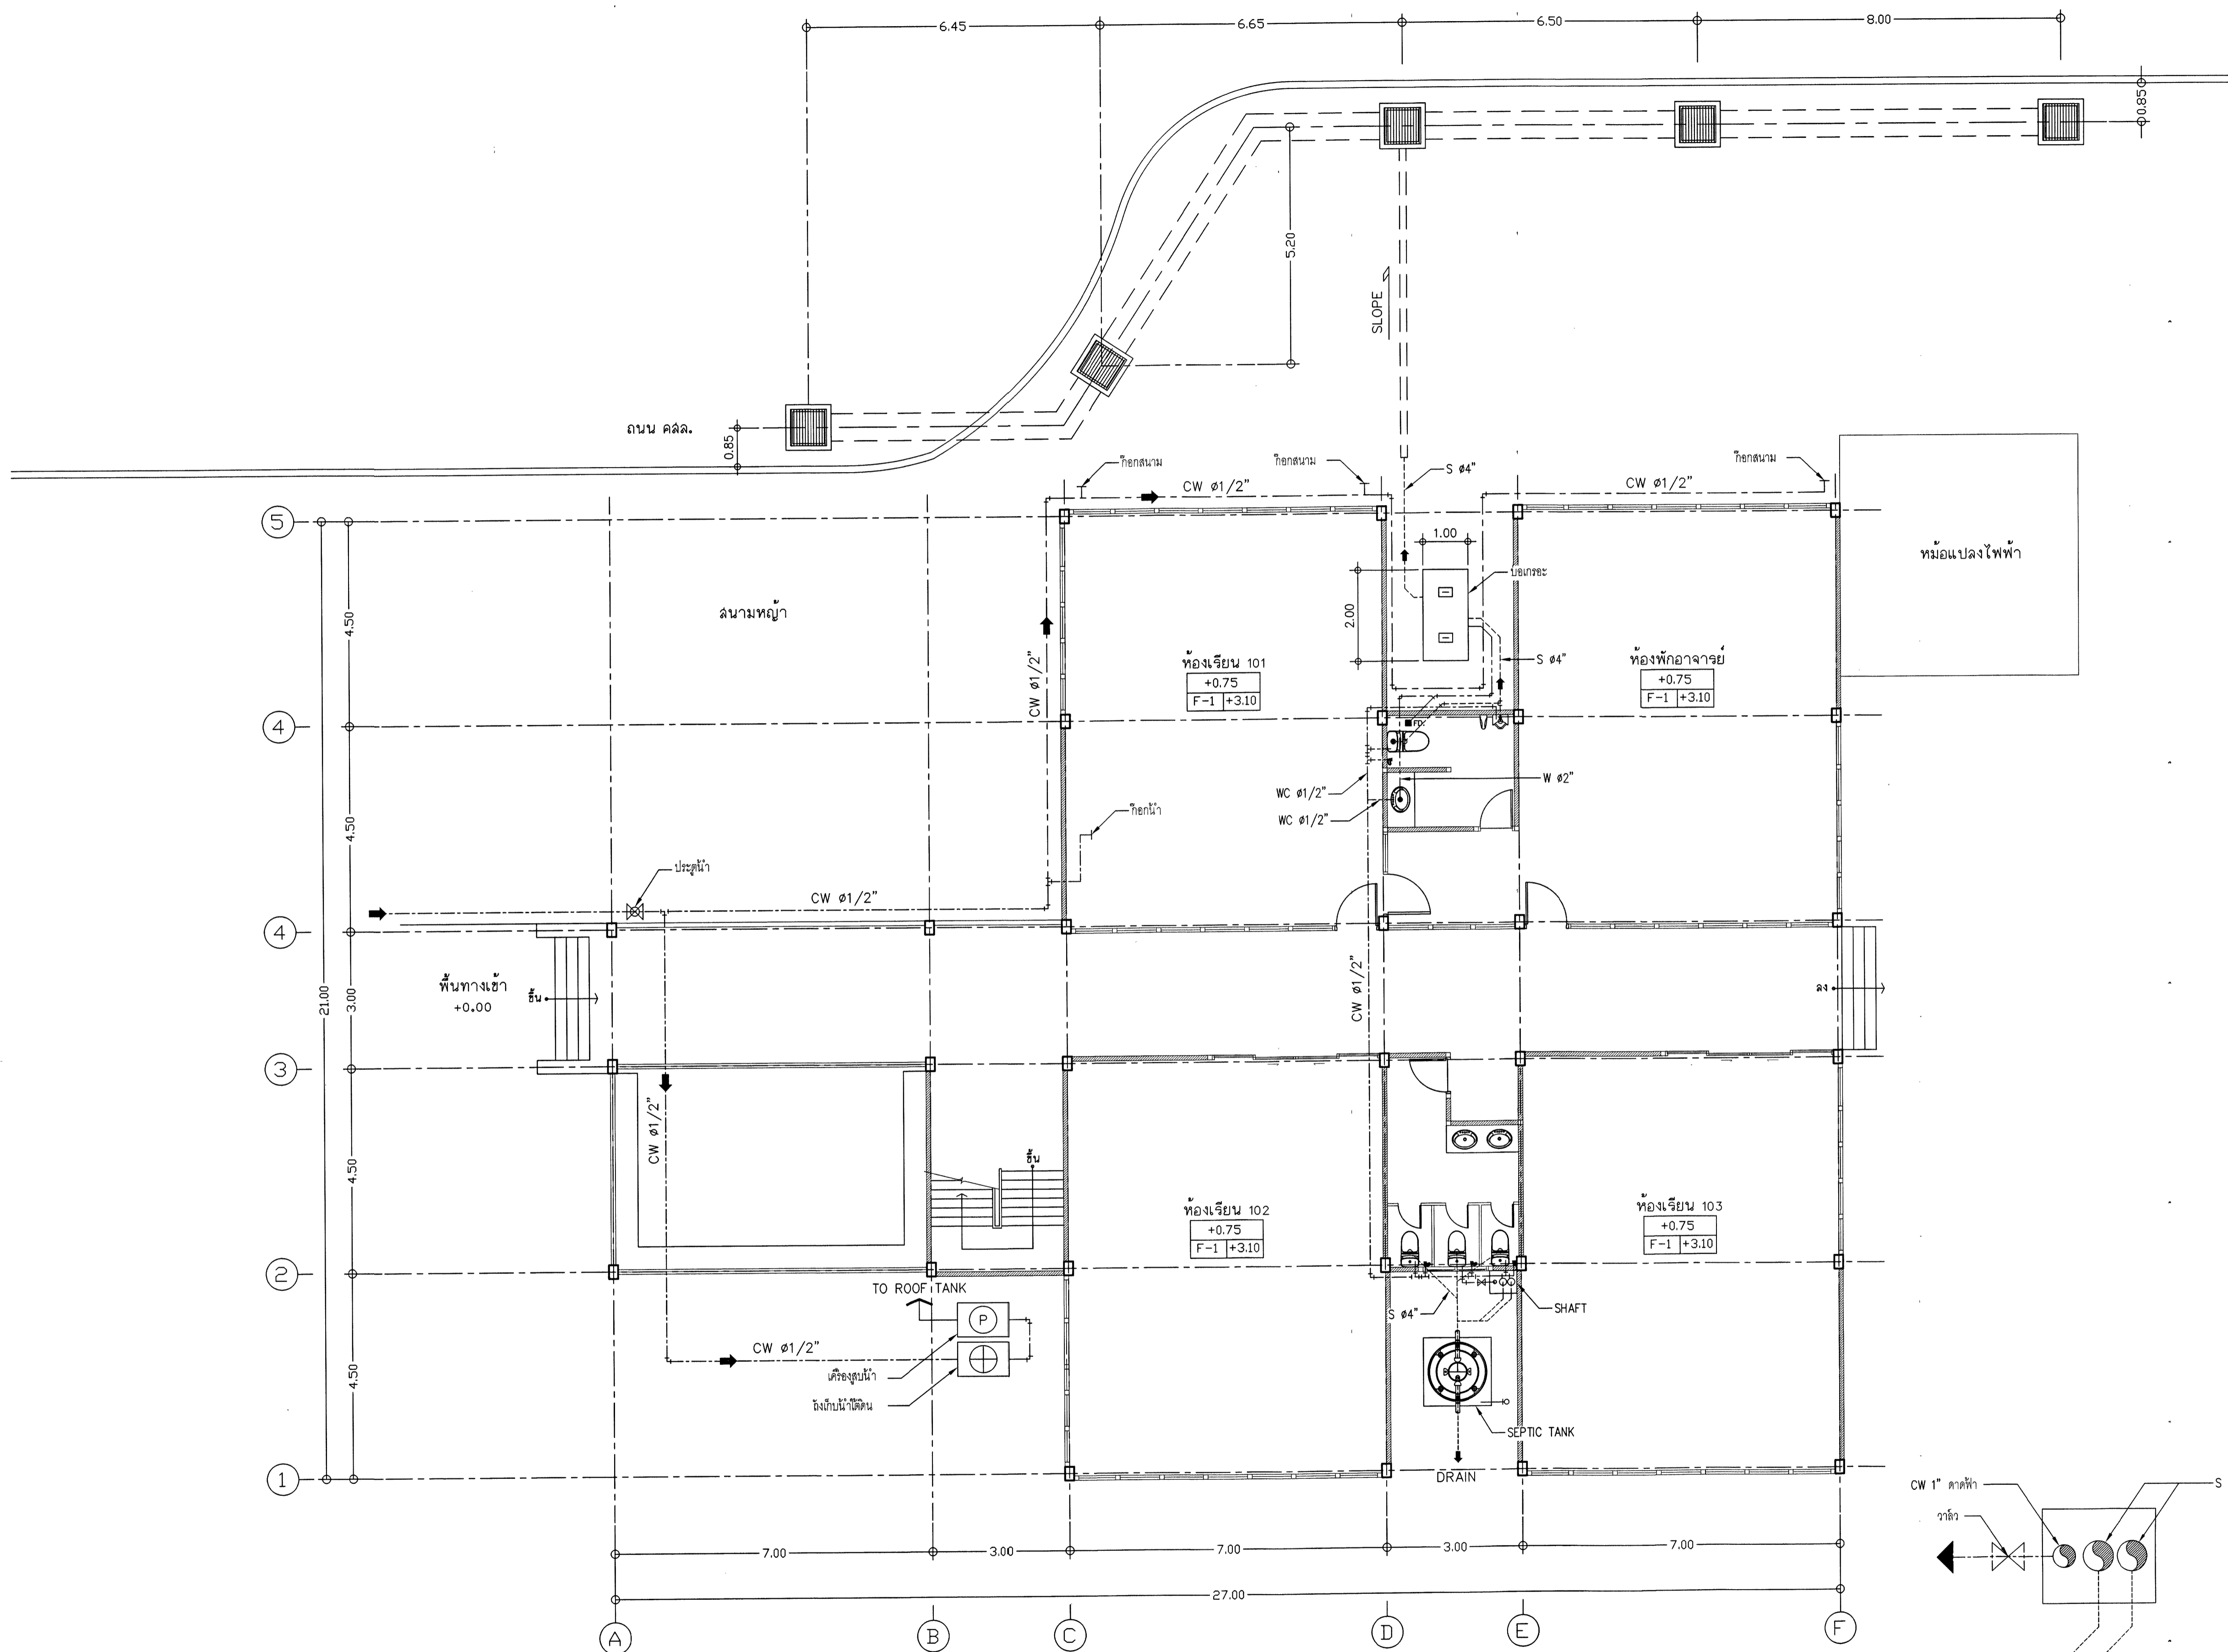 6.45
6.65
6.50
8.00
0.85
5.20
SLOPE
ถนน คสล.
0.85
ก๊อกสนาม
ก๊อกสนาม
S ø4"
ก๊อกสนาม
CW ø1/2"
CW ø1/2"
5
1.00
หม้อแปลงไฟฟ้า
บ่อเกรอะ
สนามหญ้า
4.50
2.00
CW ø1/2"
ห้องเรียน 101
+0.75
F-1 +3.10
S ø4"
ห้องพักอาจารย์
+0.75
F-1 +3.10
4
FD.
W ø2"
WC ø1/2"
WC ø1/2"
ก๊อกน้ำ
4.50
ประตูน้ำ
CW ø1/2"
4
พื้นทางเข้า
+0.00
ขึ้น
CW ø1/2"
ลง
21.00
3.00
3
CW ø1/2"
4.50
ขึ้น
ห้องเรียน 102
+0.75
F-1 +3.10
ห้องเรียน 103
+0.75
F-1 +3.10
2
TO ROOF TANK
P
S ø4"
SHAFT
CW ø1/2"
เครื่องสูบน้ำ
ถังเก็บน้ำใต้ดิน
4.50
SEPTIC TANK
1
DRAIN
CW 1" ดาดฟ้า
S
วาล์ว
7.00
3.00
7.00
3.00
7.00
27.00
A
B
C
D
E
F